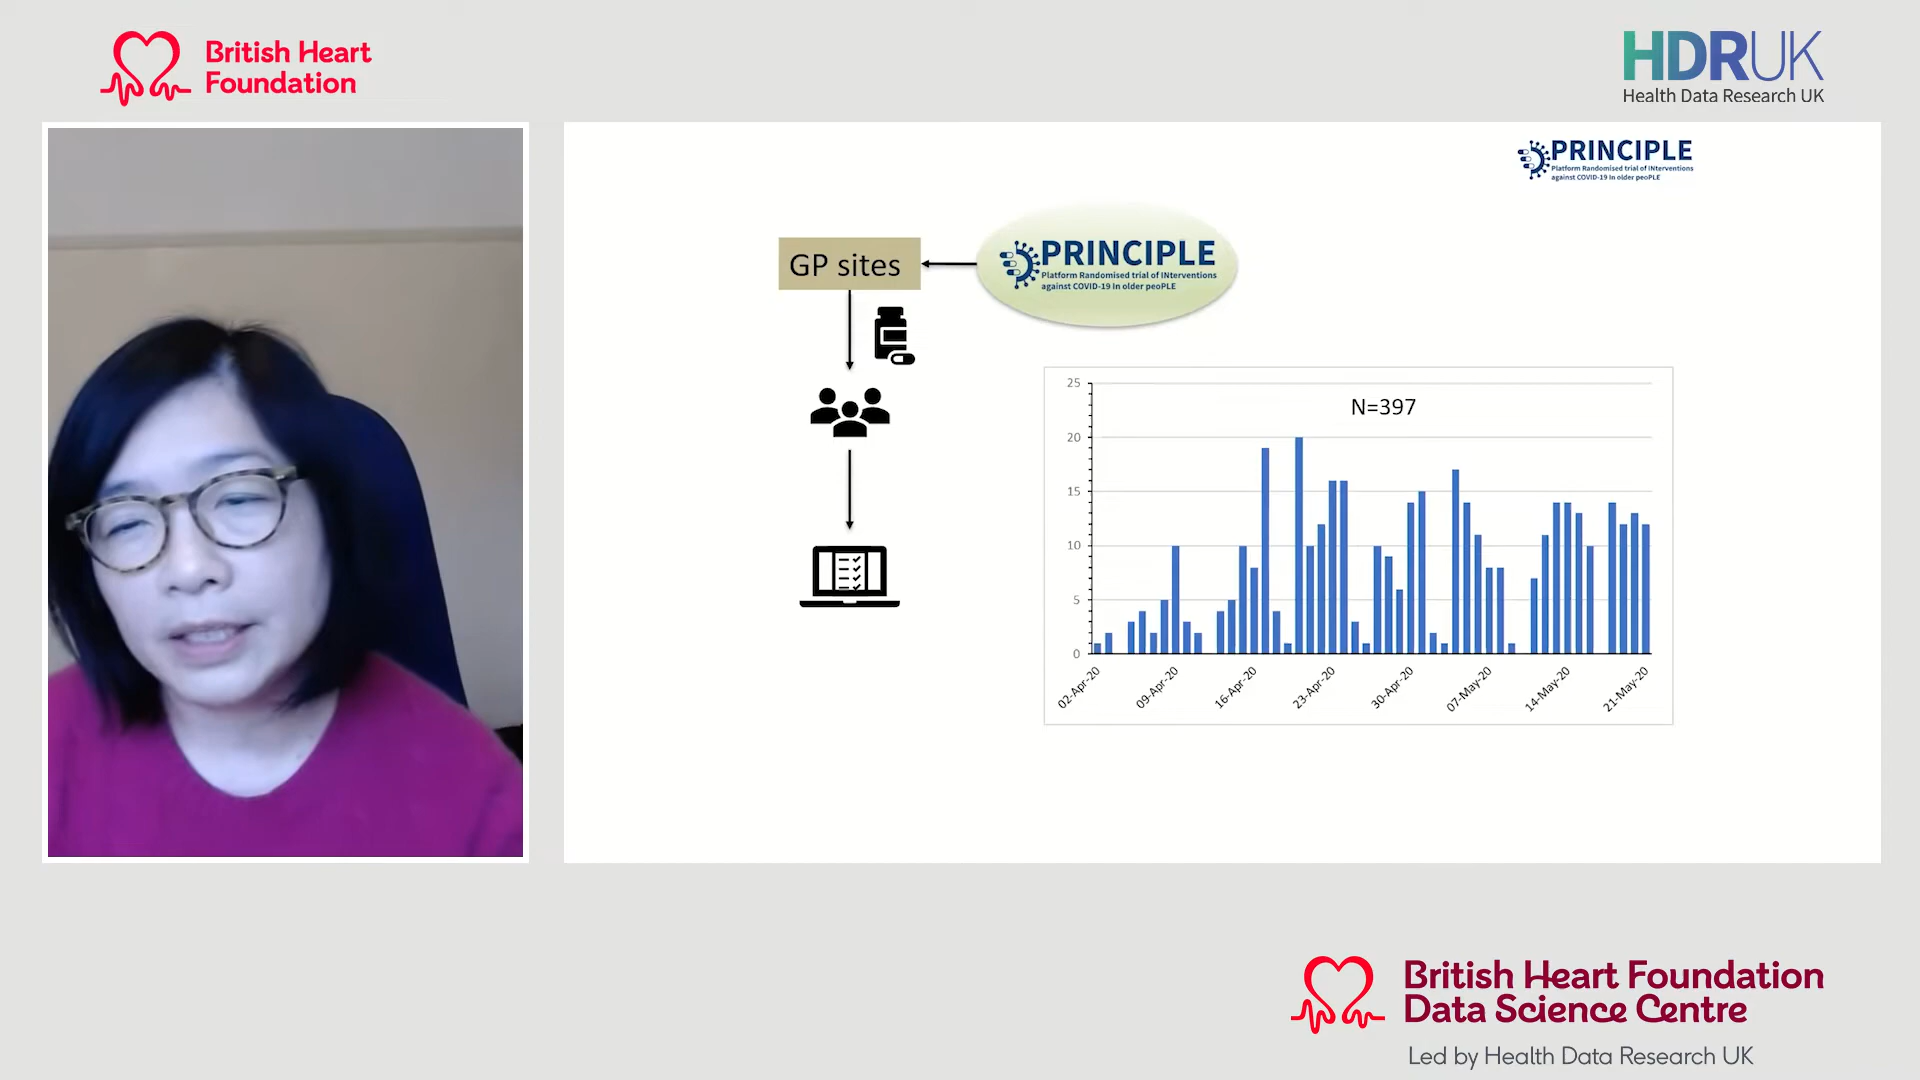 British Heart
Foundation
HDRUK
Health Data Research UK
PRINCIPLE
Platform Randomised trial of INterventions
against COVID-19 In older peoPLE
GP sites
PRINCIPLE
Platform Randomised trial of INterventions
against COVID-19 In older peoPLE
N=397
25
20
15
10
5
0
02-Apr-20
09-Apr-20
16-Apr-20
23-Apr-20
30-Apr-20
07-May-20
14-May-20
21-May-20
British Heart Foundation
Data Science Centre
Led by Health Data Research UK